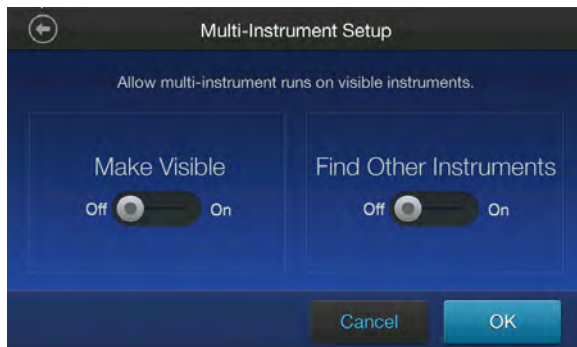 Multi-Instrument Setup
Allow multi-instrument runs on visible instruments.
Make Visible
Off On
Find Other Instruments
Off On
Cancel OK